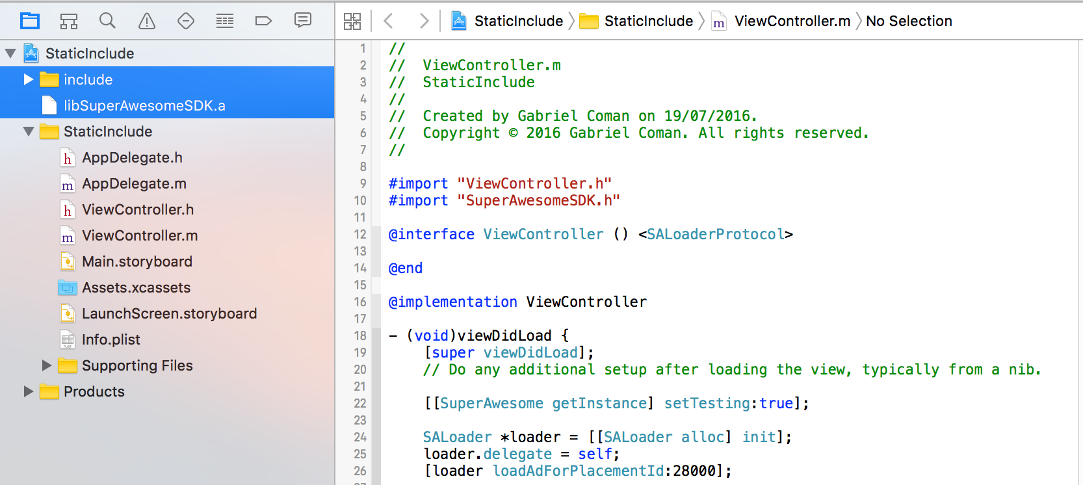 StaticInclude
include
libSuperAwesomeSDK.a
StaticInclude
h AppDelegate.h
m AppDelegate.m
h ViewController.h
m ViewController.m
Main.storyboard
Assets.xcassets
LaunchScreen.storyboard
Info.plist
Supporting Files
Products
StaticInclude StaticInclude m ViewController.m No Selection
1 //
2 //  ViewController.m
3 //  StaticInclude
4 //
5 //  Created by Gabriel Coman on 19/07/2016.
6 //  Copyright © 2016 Gabriel Coman. All rights reserved.
7 //
8
9 #import "ViewController.h"
10 #import "SuperAwesomeSDK.h"
11
12 @interface ViewController () <SALoaderProtocol>
13
14 @end
15
16 @implementation ViewController
17
18 - (void)viewDidLoad {
19     [super viewDidLoad];
20     // Do any additional setup after loading the view, typically from a nib.
21
22     [[SuperAwesome getInstance] setTesting:true];
23
24     SALoader *loader = [[SALoader alloc] init];
25     loader.delegate = self;
26     [loader loadAdForPlacementId:28000];